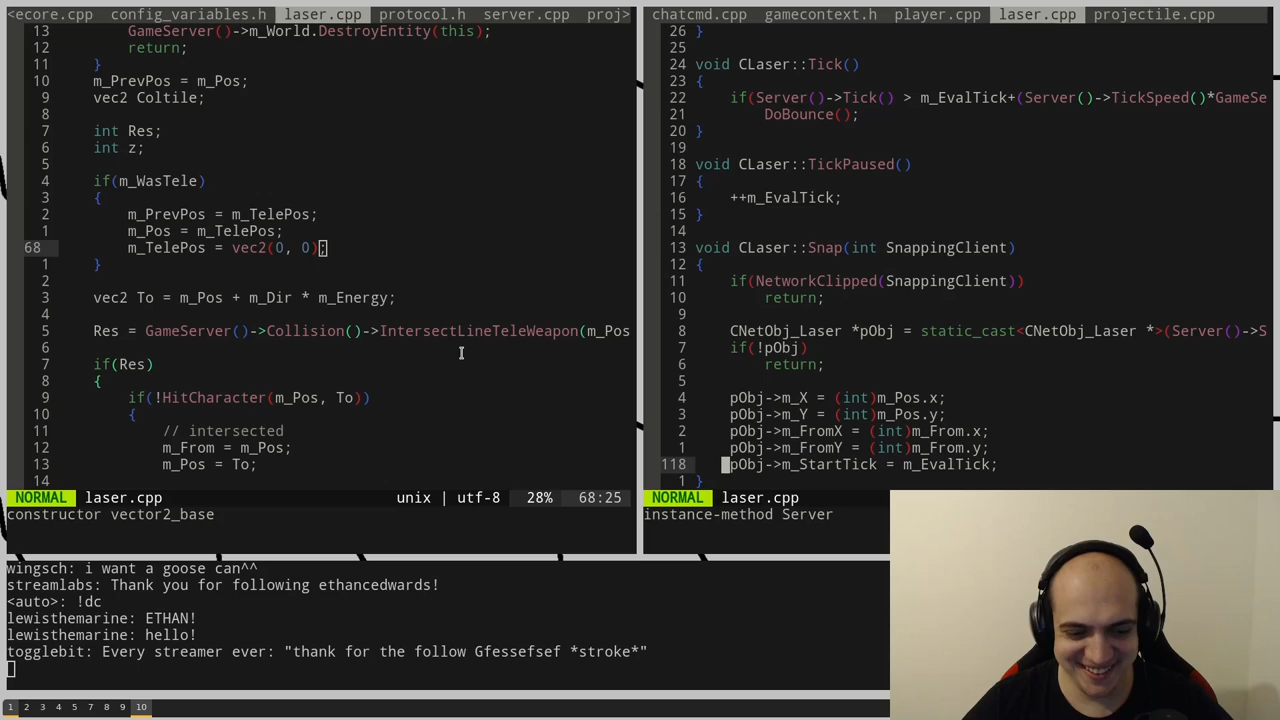 <ecore.cpp config_variables.h laser.cpp protocol.h server.cpp proj>
13 GameServer()->m_World.DestroyEntity(this);
12 return;
11 }
10 m_PrevPos = m_Pos;
9 vec2 Coltile;
8
7 int Res;
6 int z;
5
4 if(m_WasTele)
3 {
2 m_PrevPos = m_TelePos;
1 m_Pos = m_TelePos;
68 m_TelePos = vec2(0, 0);
1 }
2
3 vec2 To = m_Pos + m_Dir * m_Energy;
4
5 Res = GameServer()->Collision()->IntersectLineTeleWeapon(m_Pos
6
7 if(Res)
8 {
9 if(!HitCharacter(m_Pos, To))
10 {
11 // intersected
12 m_From = m_Pos;
13 m_Pos = To;
14
NORMAL laser.cpp unix | utf-8 28% 68:25
constructor vector2_base
chatcmd.cpp gamecontext.h player.cpp laser.cpp projectile.cpp
26 }
25
24 void CLaser::Tick()
23 {
22 if(Server()->Tick() > m_EvalTick+(Server()->TickSpeed()*GameSe
21 DoBounce();
20 }
19
18 void CLaser::TickPaused()
17 {
16 ++m_EvalTick;
15 }
14
13 void CLaser::Snap(int SnappingClient)
12 {
11 if(NetworkClipped(SnappingClient))
10 return;
9
8 CNetObj_Laser *pObj = static_cast<CNetObj_Laser *>(Server()->S
7 if(!pObj)
6 return;
5
4 pObj->m_X = (int)m_Pos.x;
3 pObj->m_Y = (int)m_Pos.y;
2 pObj->m_FromX = (int)m_From.x;
1 pObj->m_FromY = (int)m_From.y;
118 pObj->m_StartTick = m_EvalTick;
1 }
NORMAL laser.cpp
instance-method Server
wingsch: i want a goose can^^
streamlabs: Thank you for following ethancedwards!
<auto>: !dc
lewisthemarine: ETHAN!
lewisthemarine: hello!
togglebit: Every streamer ever: "thank for the follow Gfessefsef *stroke*"
1 2 3 4 5 6 7 8 9 10